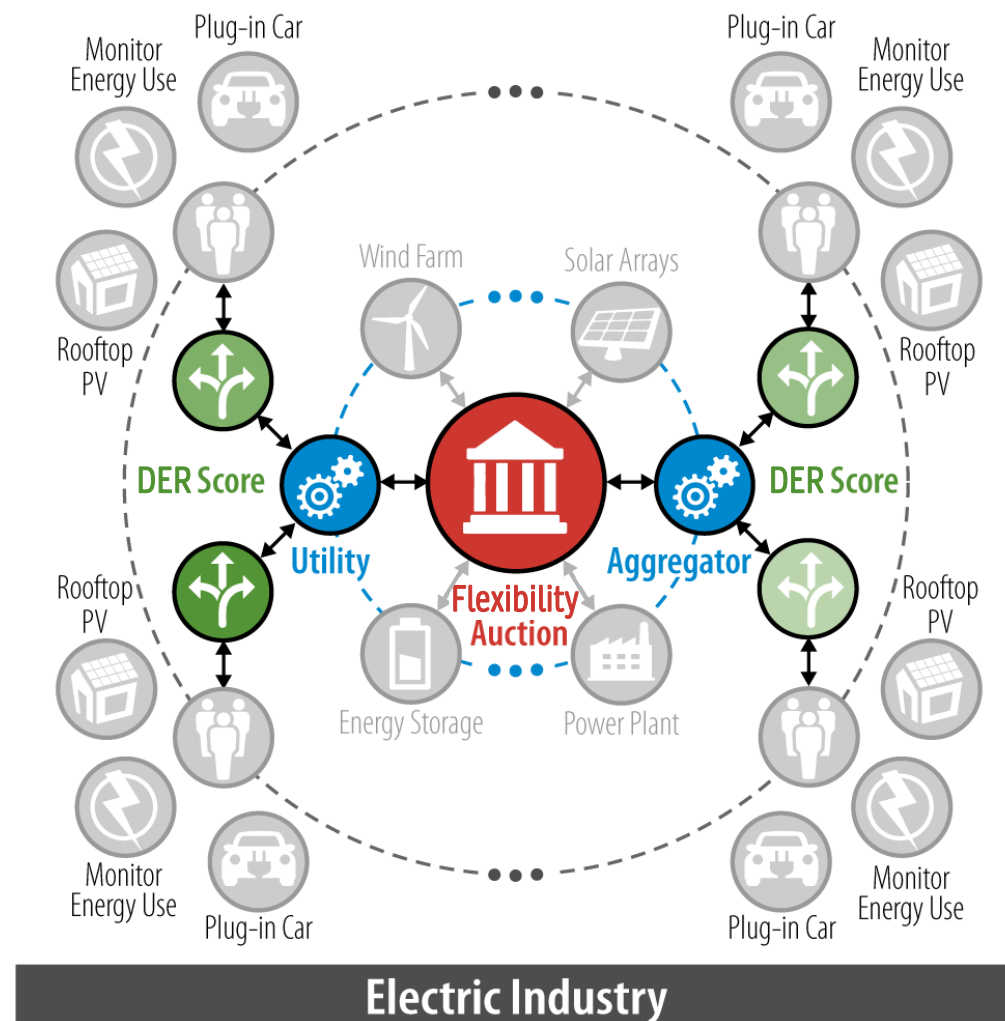 Plug-in Car
Monitor
Energy Use
Rooftop
PV
Plug-in Car
Monitor
Energy Use
Rooftop
PV
Wind Farm
Solar Arrays
DER Score
Utility
Flexibility
Auction
Aggregator
DER Score
Energy Storage
Power Plant
Rooftop
PV
Monitor
Energy Use
Plug-in Car
Rooftop
PV
Monitor
Energy Use
Plug-in Car
Electric Industry